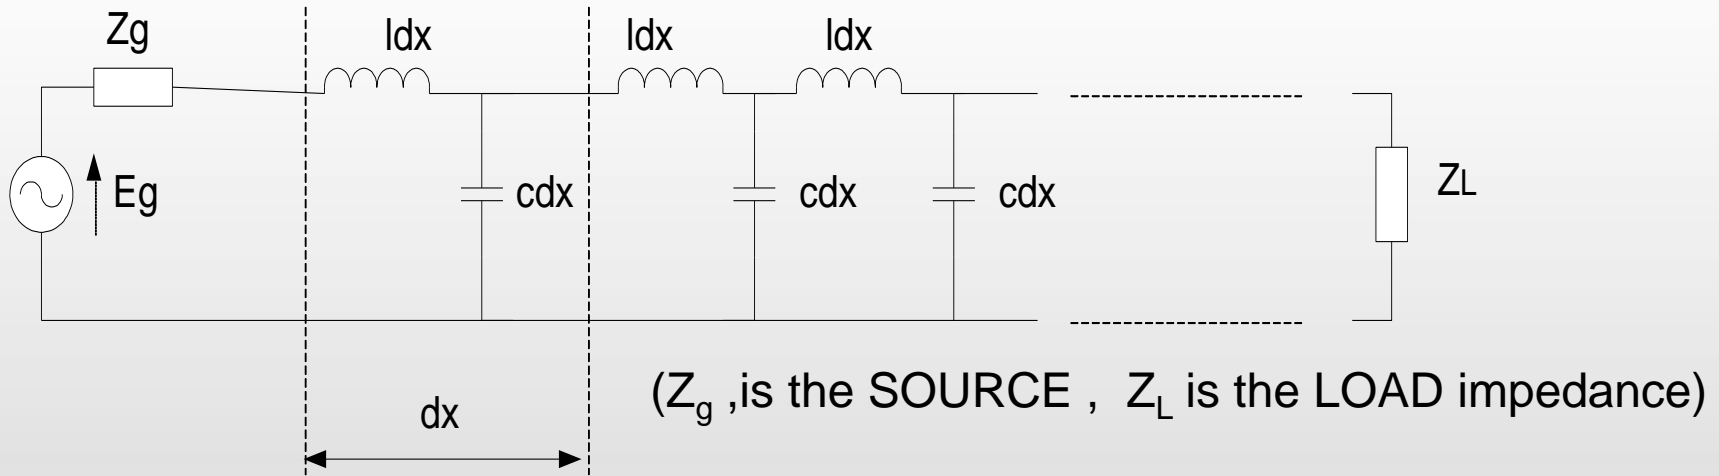 Zg ldx ldx ldx
Eg cdx cdx cdx ZL
(Zg ,is the SOURCE , ZL is the LOAD impedance)
dx